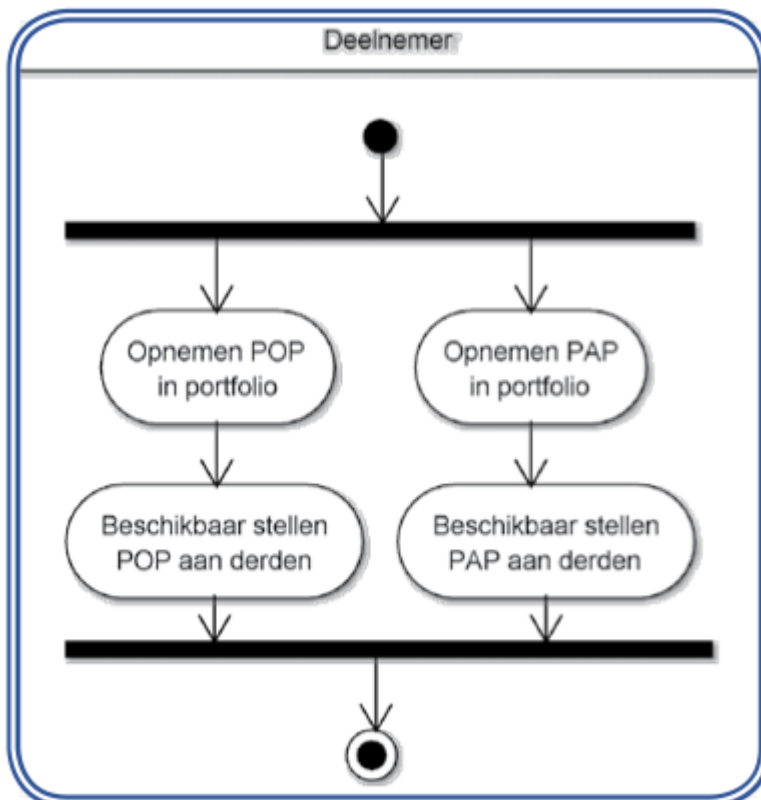 Deelnemer
Opnemen POP
in portfolio
Opnemen PAP
in portfolio
Beschikbaar stellen
POP aan derden
Beschikbaar stellen
PAP aan derden